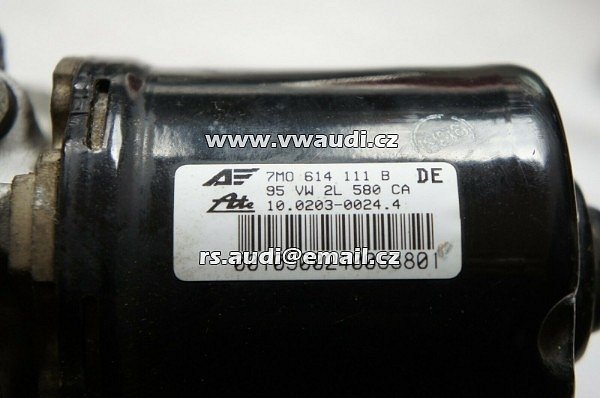 www.vwaudi.cz
7M0 614 111 B DE
95 VW 2L 580 CA
Ate 10.0203-0024.4
rs.audi@email.cz